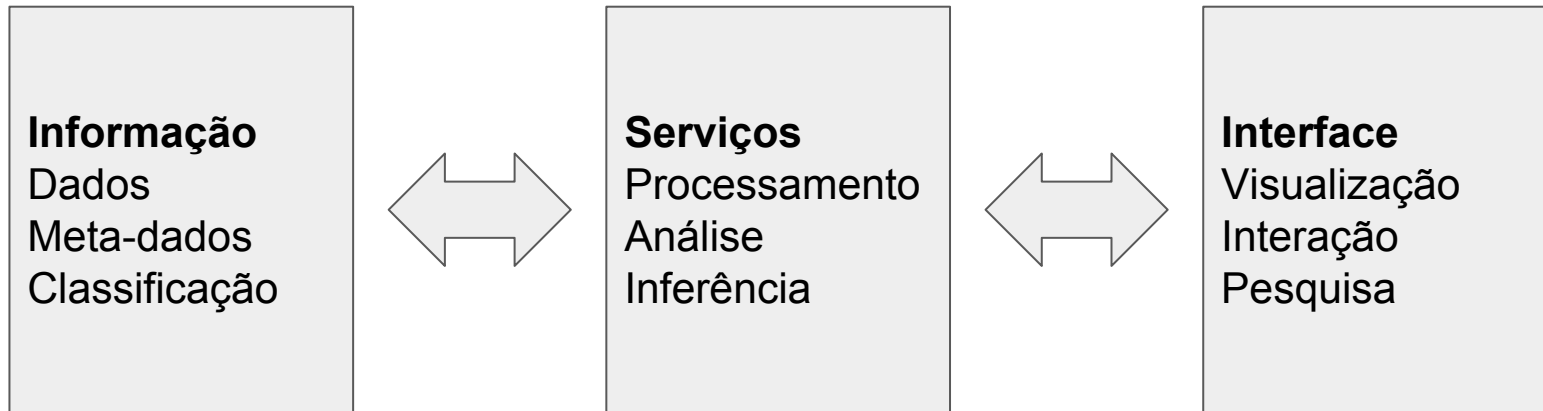 Informação
Dados
Meta-dados
Classificação
Serviços
Processamento
Análise
Inferência
Interface
Visualização
Interação
Pesquisa